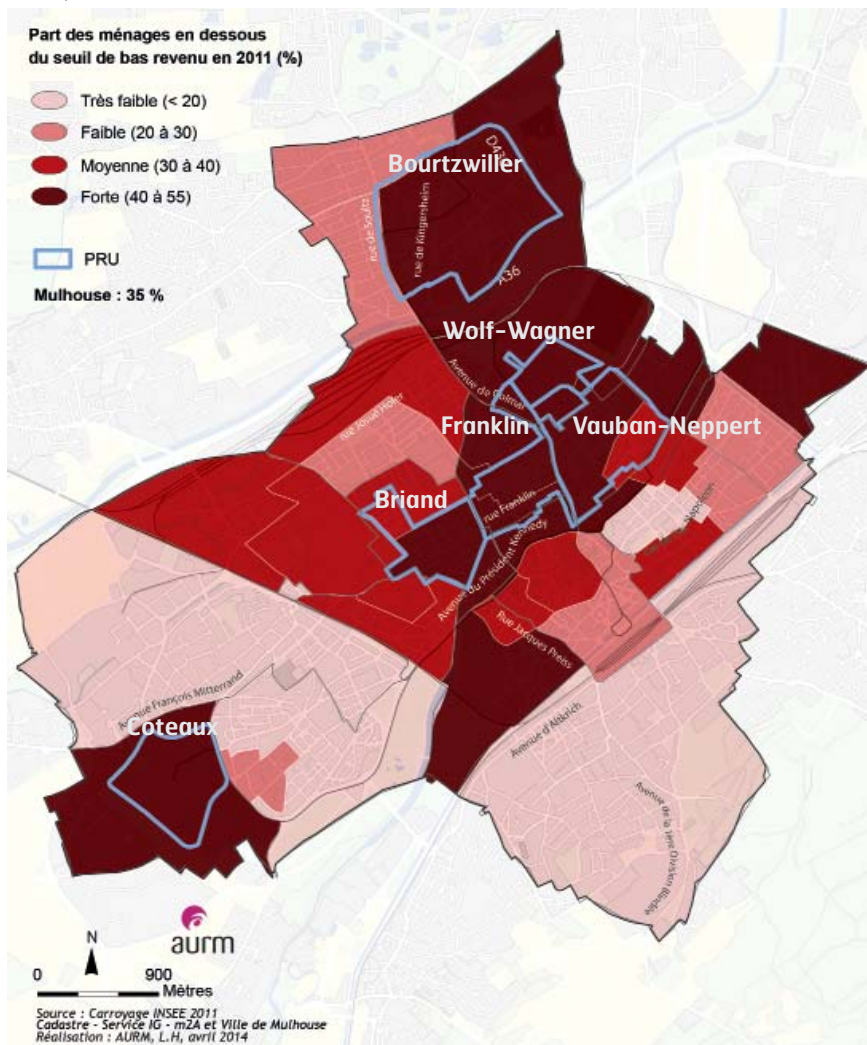 Part des ménages en dessous
du seuil de bas revenu en 2011 (%)
Très faible (< 20)
Faible (20 à 30)
Moyenne (30 à 40)
Forte (40 à 55)
PRU
Mulhouse : 35 %
Bourtzwiller
rue de Soultz
rue de Kingersheim
A36
Wolf-Wagner
Avenue de Colmar
rue Josué Hofer
Franklin
Vauban-Neppert
Briand
rue Franklin
Napoléon
Avenue du Président Kennedy
Rue Jacques Preiss
Avenue François Mitterrand
Coteaux
Avenue d'Altkirch
Avenue de la 1ère Division Blindée
aurm
N
0 900
Mètres
Source : Carroyage INSEE 2011
Cadastre - Service IG - m2A et Ville de Mulhouse
Réalisation : AURM, L.H, avril 2014